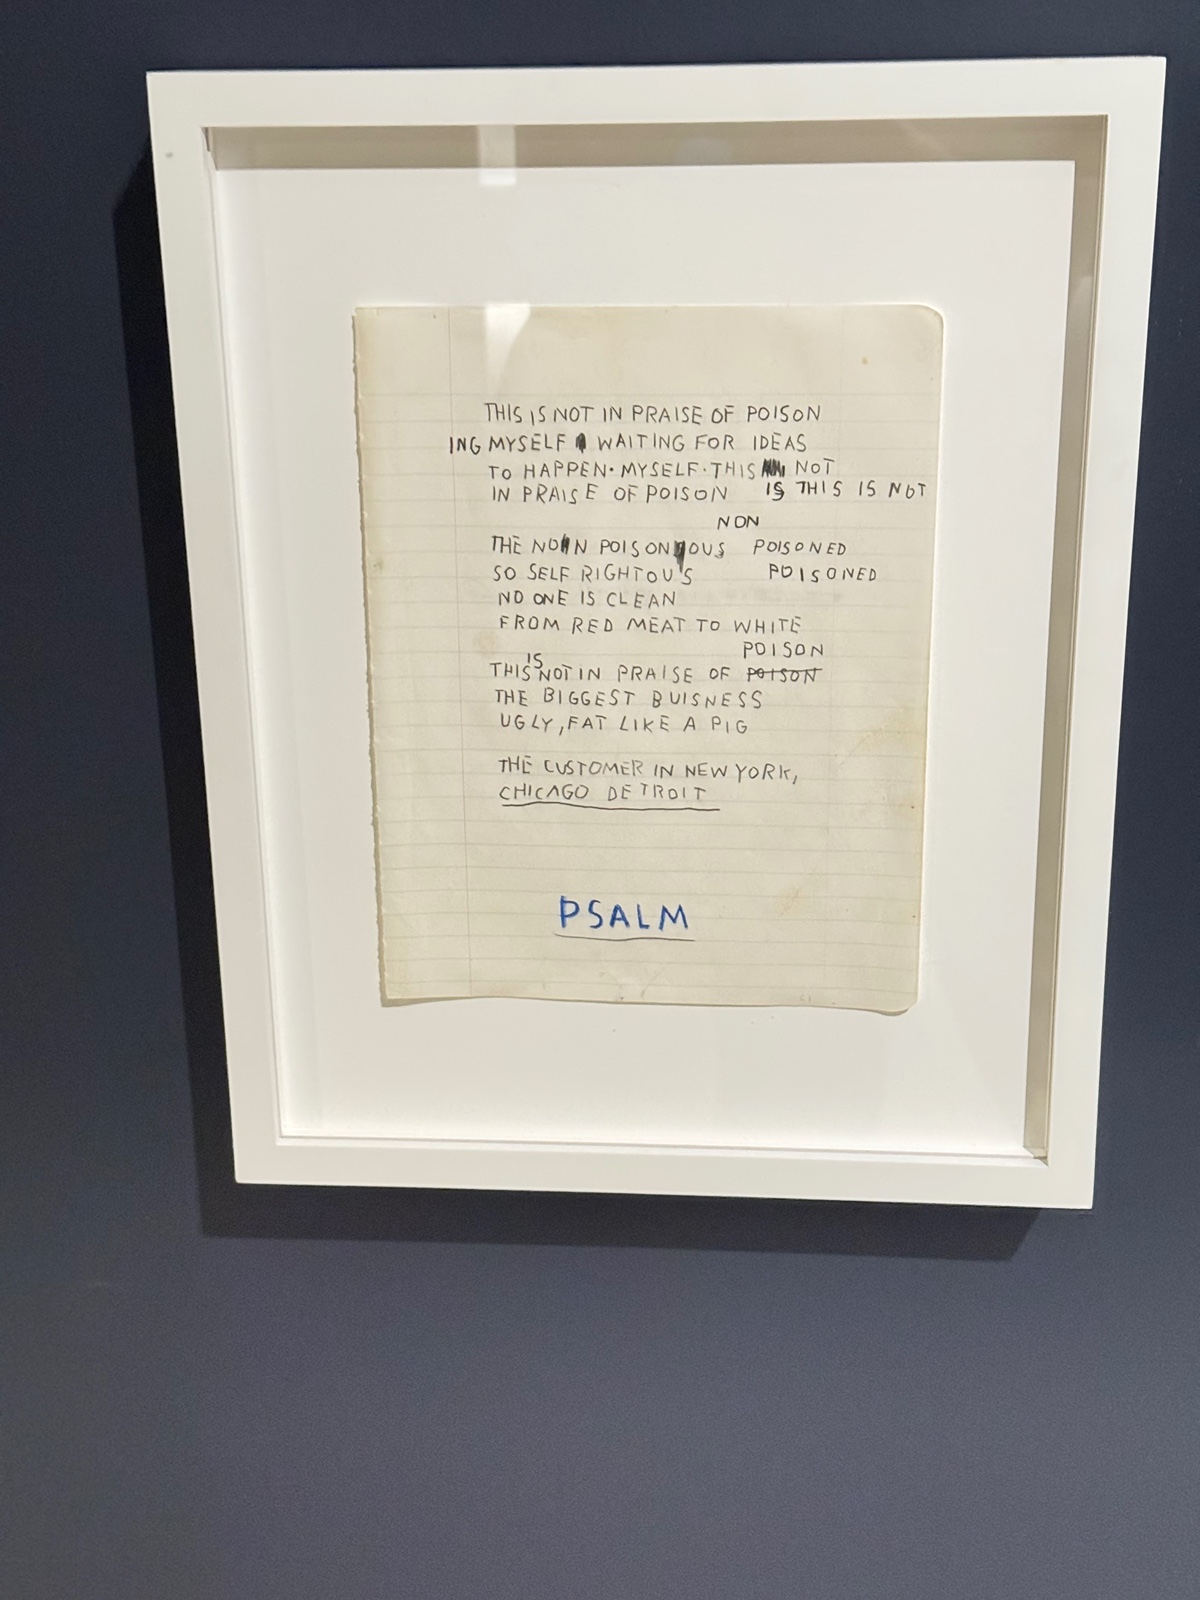 THIS IS NOT IN PRAISE OF POISON
ING MYSELF WAITING FOR IDEAS
TO HAPPEN · MYSELF · THIS NOT
IN PRAISE OF POISON IS THIS IS NOT
NON
THE NON POISONOUS POISONED
SO SELF RIGHTOUS POISONED
NO ONE IS CLEAN
FROM RED MEAT TO WHITE
POISON
THIS IS NOT IN PRAISE OF POISON
THE BIGGEST BUISNESS
UGLY, FAT LIKE A PIG
THE CUSTOMER IN NEW YORK,
CHICAGO DETROIT
PSALM